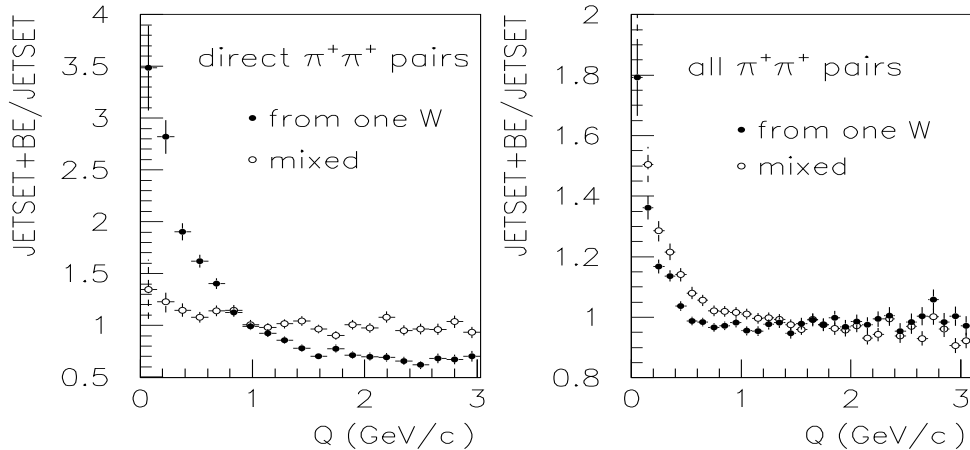 JETSET+BE/JETSET
direct π⁺π⁺ pairs
from one W
mixed
4
3.5
3
2.5
2
1.5
1
0.5
0
1
2
3
Q (GeV/c)
JETSET+BE/JETSET
all π⁺π⁺ pairs
from one W
mixed
2
1.8
1.6
1.4
1.2
1
0.8
0
1
2
3
Q (GeV/c)